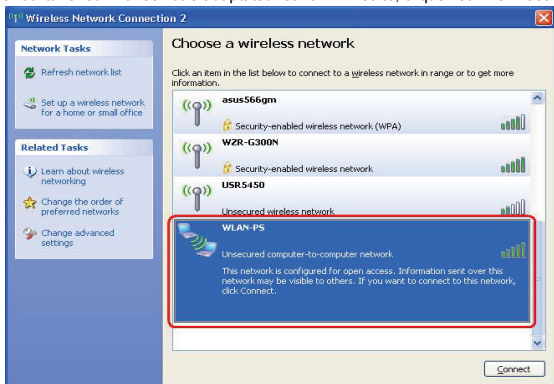 Wireless Network Connection 2
Network Tasks
Refresh network list
Set up a wireless network
for a home or small office
Related Tasks
Learn about wireless
networking
Change the order of
preferred networks
Change advanced
settings
Choose a wireless network
Click an item in the list below to connect to a wireless network in range or to get more
information.
asus566gm
Security-enabled wireless network (WPA)
WZR-G300N
Security-enabled wireless network
USR5450
Unsecured wireless network
WLAN-PS
Unsecured computer-to-computer network
This network is configured for open access. Information sent over this
network may be visible to others. If you want to connect to this network,
click Connect.
Connect